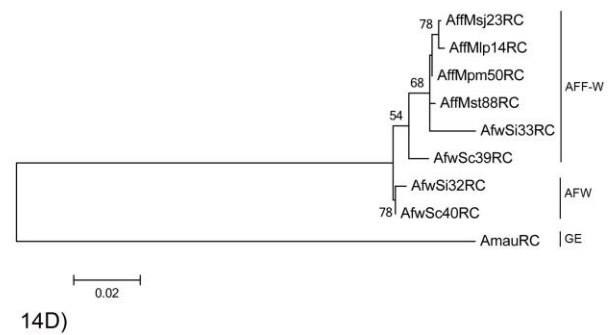 AffMsj23RC
78
AffMlp14RC
AffMpm50RC
68
AFF-W
AffMst88RC
54
AfwSi33RC
AfwSc39RC
AfwSi32RC
AFW
78
AfwSc40RC
AmauRC
GE
0.02
14D)